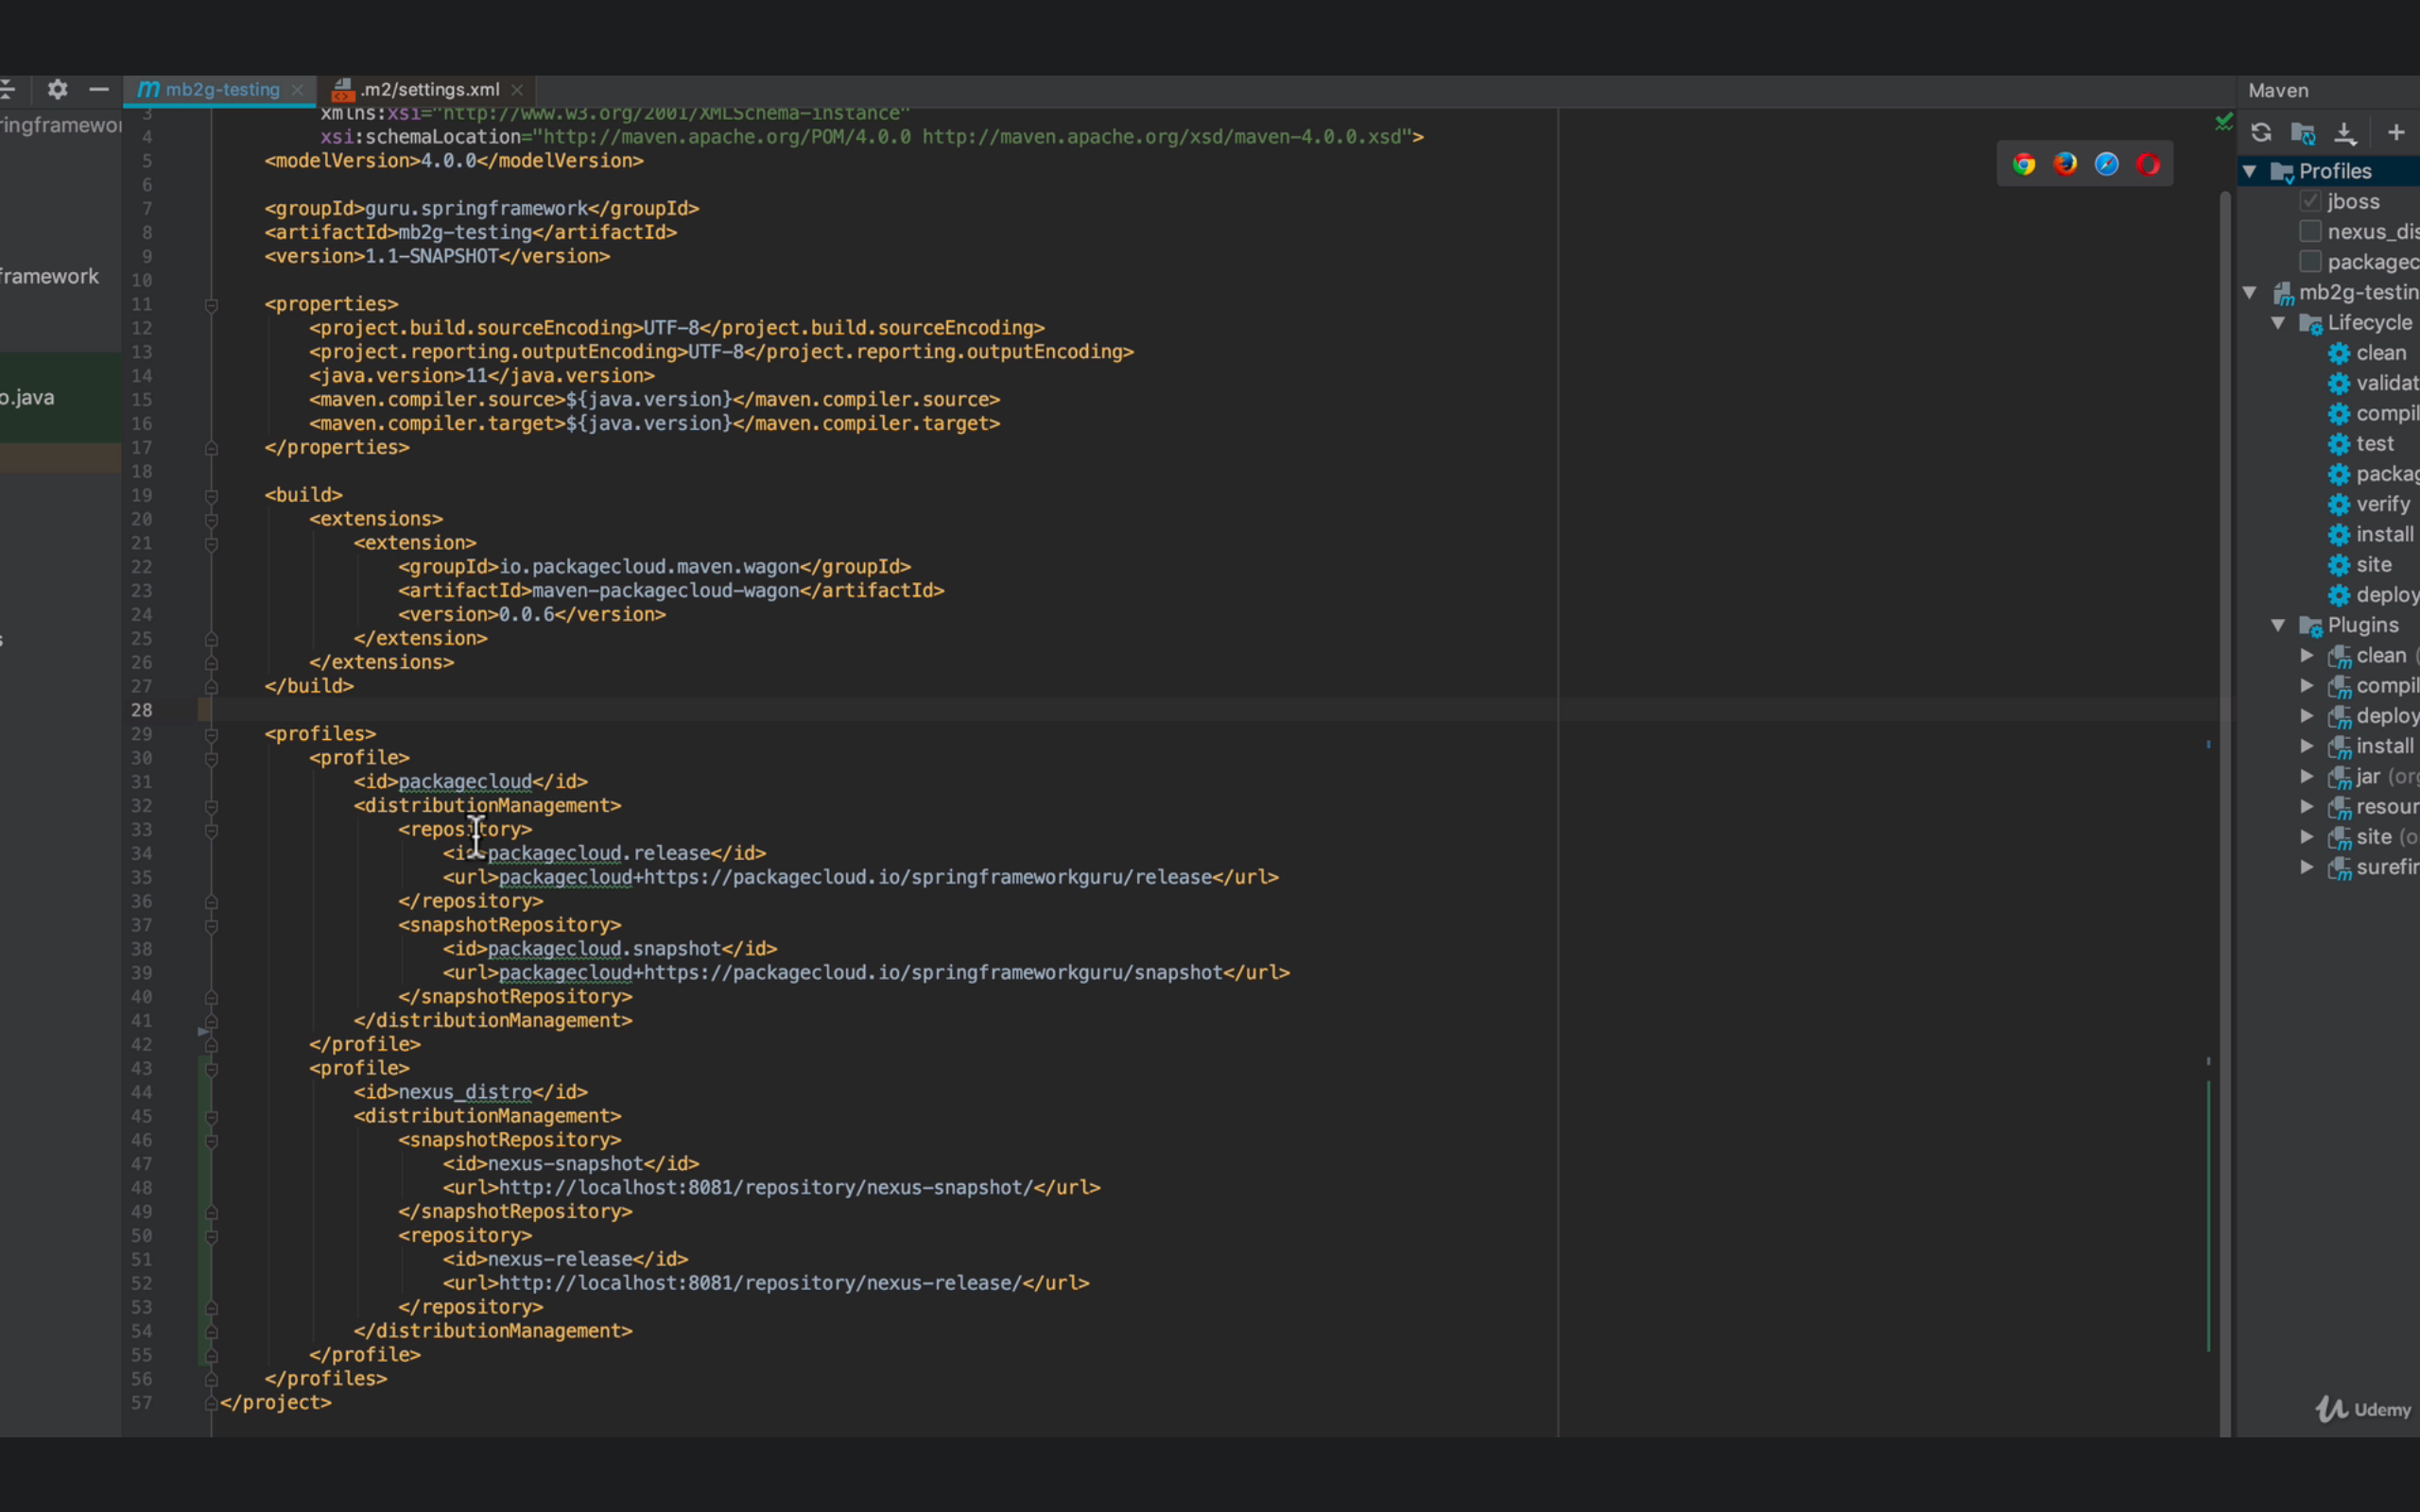 mb2g-testing
.m2/settings.xml
Maven
3 xmlns:xsi="http://www.w3.org/2001/XMLSchema-instance"
4 xsi:schemaLocation="http://maven.apache.org/POM/4.0.0 http://maven.apache.org/xsd/maven-4.0.0.xsd">
5 <modelVersion>4.0.0</modelVersion>
6
7 <groupId>guru.springframework</groupId>
8 <artifactId>mb2g-testing</artifactId>
9 <version>1.1-SNAPSHOT</version>
10
11 <properties>
12 <project.build.sourceEncoding>UTF-8</project.build.sourceEncoding>
13 <project.reporting.outputEncoding>UTF-8</project.reporting.outputEncoding>
14 <java.version>11</java.version>
15 <maven.compiler.source>${java.version}</maven.compiler.source>
16 <maven.compiler.target>${java.version}</maven.compiler.target>
17 </properties>
18
19 <build>
20 <extensions>
21 <extension>
22 <groupId>io.packagecloud.maven.wagon</groupId>
23 <artifactId>maven-packagecloud-wagon</artifactId>
24 <version>0.0.6</version>
25 </extension>
26 </extensions>
27 </build>
28
29 <profiles>
30 <profile>
31 <id>packagecloud</id>
32 <distributionManagement>
33 <repository>
34 <id>packagecloud.release</id>
35 <url>packagecloud+https://packagecloud.io/springframeworkguru/release</url>
36 </repository>
37 <snapshotRepository>
38 <id>packagecloud.snapshot</id>
39 <url>packagecloud+https://packagecloud.io/springframeworkguru/snapshot</url>
40 </snapshotRepository>
41 </distributionManagement>
42 </profile>
43 <profile>
44 <id>nexus_distro</id>
45 <distributionManagement>
46 <snapshotRepository>
47 <id>nexus-snapshot</id>
48 <url>http://localhost:8081/repository/nexus-snapshot/</url>
49 </snapshotRepository>
50 <repository>
51 <id>nexus-release</id>
52 <url>http://localhost:8081/repository/nexus-release/</url>
53 </repository>
54 </distributionManagement>
55 </profile>
56 </profiles>
57 </project>
ringframewor
framework
o.java
s
Profiles
jboss
nexus_dis
packagec
mb2g-testin
Lifecycle
clean
validat
compil
test
packag
verify
install
site
deploy
Plugins
clean (
compil
deploy
install
jar (org
resour
site (o
surefir
Udemy